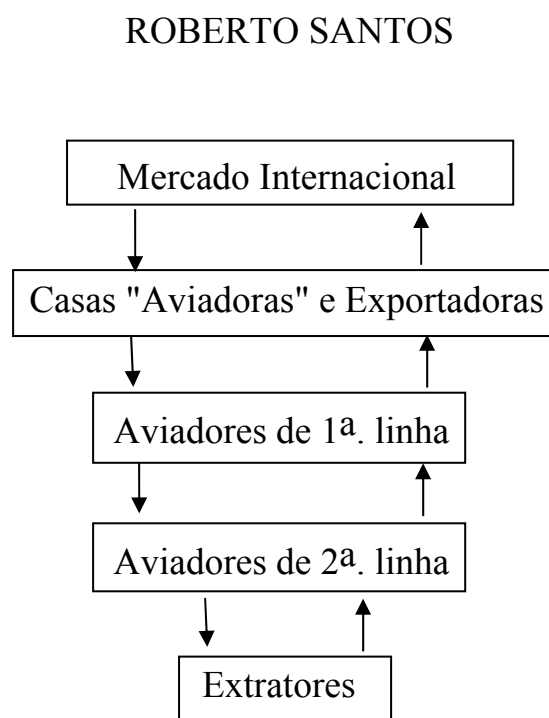 ROBERTO SANTOS
Mercado Internacional
Casas "Aviadoras" e Exportadoras
Aviadores de 1ª. linha
Aviadores de 2ª. linha
Extratores